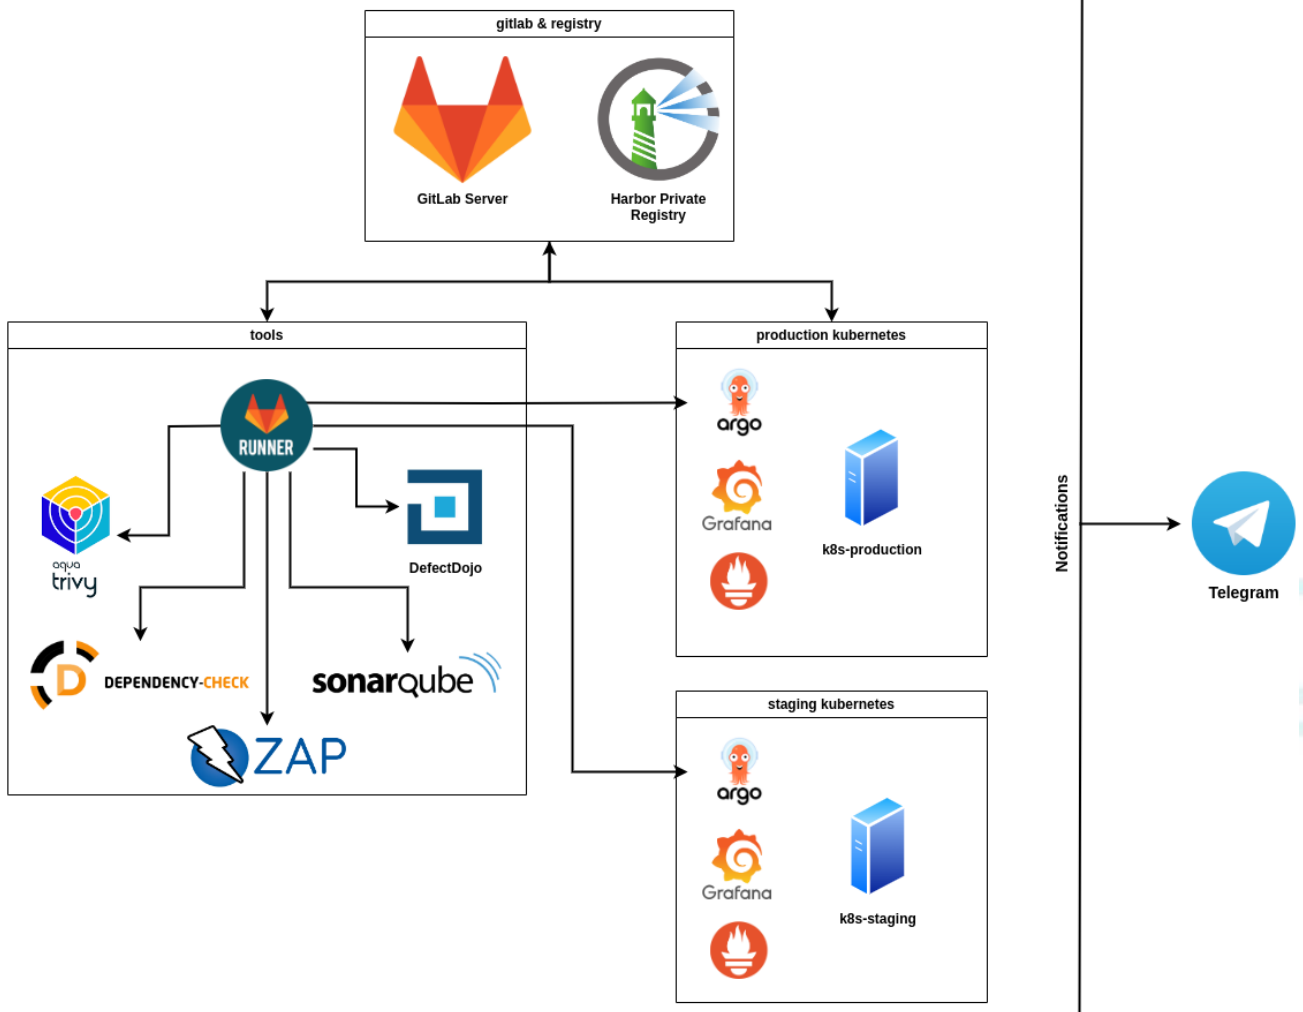 gitlab & registry
GitLab Server
Harbor Private
Registry
tools
RUNNER
aqua
trivy
DefectDojo
D
DEPENDENCY-CHECK
sonarqube
ZAP
production kubernetes
argo
Grafana
k8s-production
staging kubernetes
argo
Grafana
k8s-staging
Notifications
Telegram